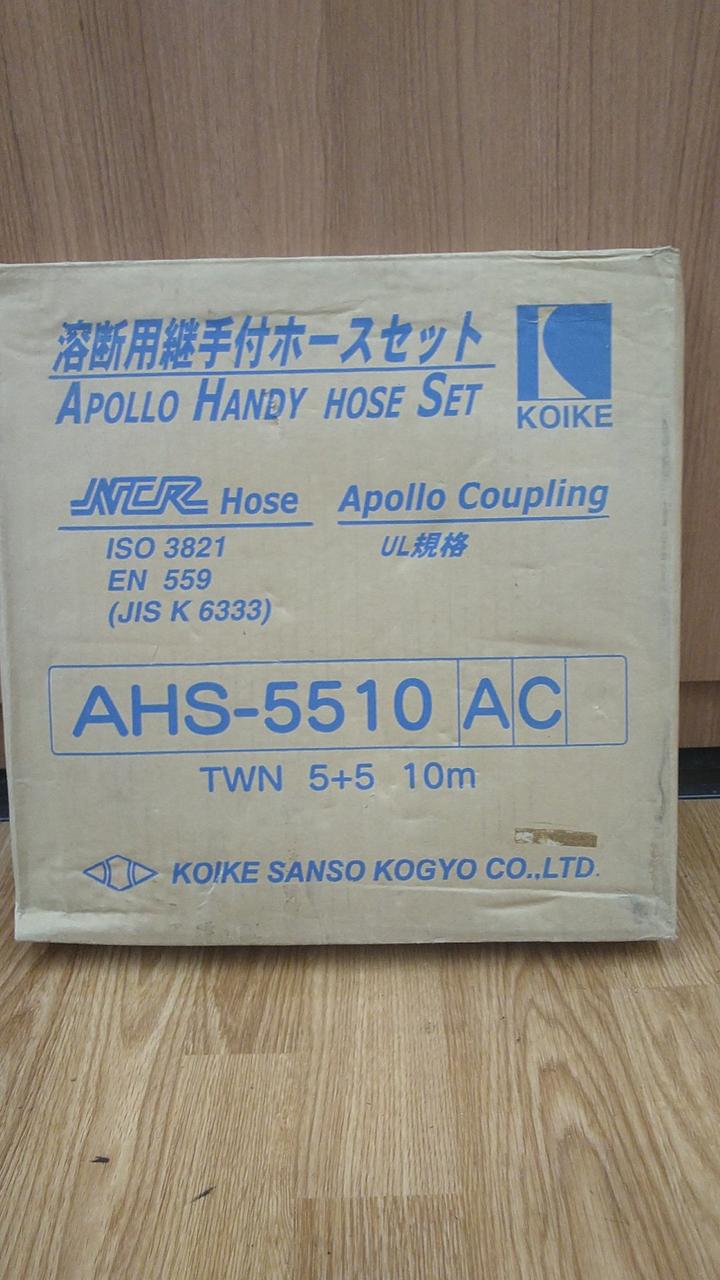 溶断用継手付ホースセット
APOLLO HANDY HOSE SET
KOIKE
NCR Hose
Apollo Coupling
ISO 3821
UL規格
EN 559
(JIS K 6333)
AHS-5510 AC
TWN 5+5 10m
KOIKE SANSO KOGYO CO.,LTD.